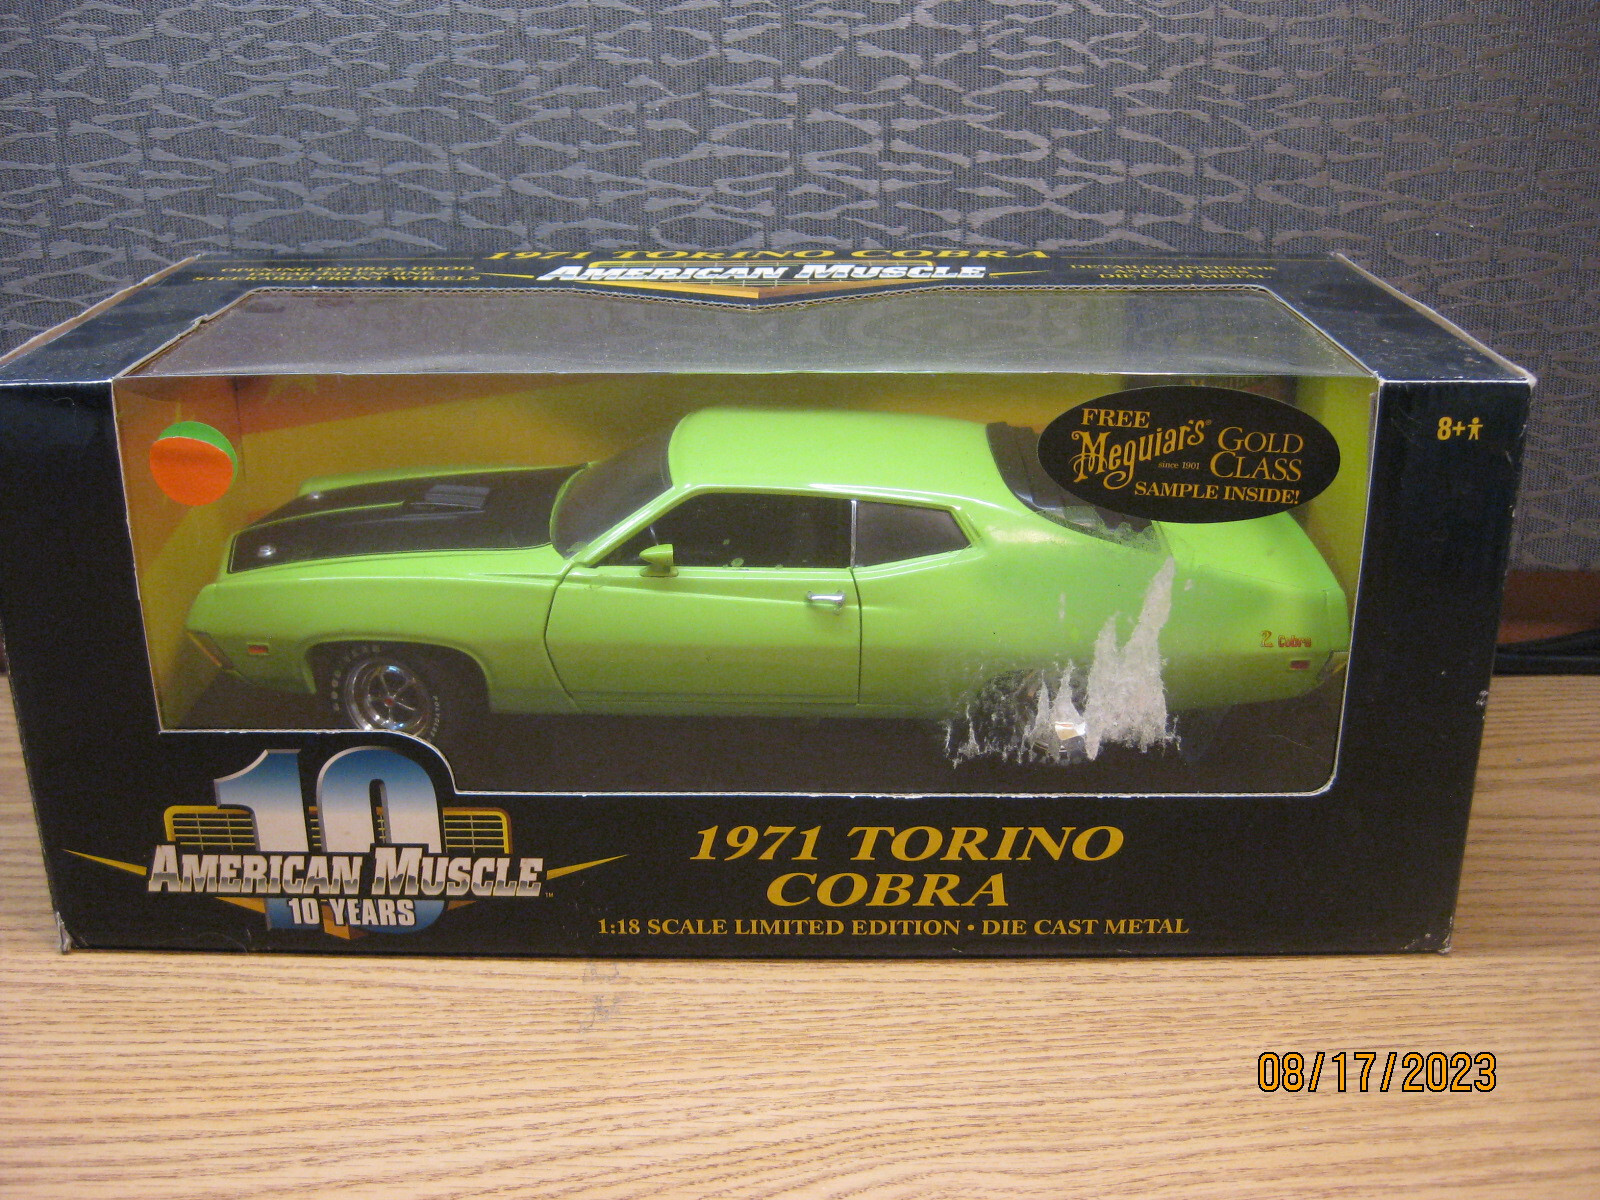 1971 TORINO COBRA
AMERICAN MUSCLE
FREE
Meguiar's
since 1901
GOLD
CLASS
SAMPLE INSIDE!
8+
Cobra
10
AMERICAN MUSCLE
10 YEARS
1971 TORINO
COBRA
1:18 SCALE LIMITED EDITION • DIE CAST METAL
08/17/2023